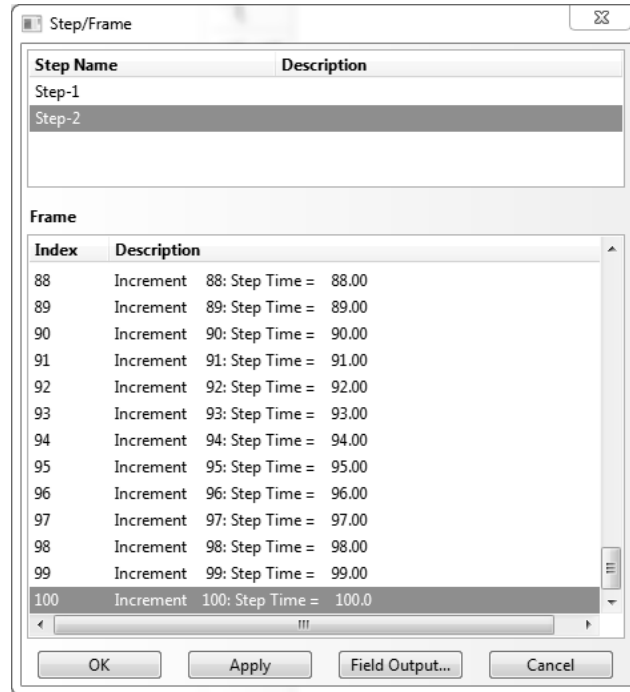 Step/Frame
Step Name Description
Step-1
Step-2
Frame
Index Description
88 Increment 88: Step Time = 88.00
89 Increment 89: Step Time = 89.00
90 Increment 90: Step Time = 90.00
91 Increment 91: Step Time = 91.00
92 Increment 92: Step Time = 92.00
93 Increment 93: Step Time = 93.00
94 Increment 94: Step Time = 94.00
95 Increment 95: Step Time = 95.00
96 Increment 96: Step Time = 96.00
97 Increment 97: Step Time = 97.00
98 Increment 98: Step Time = 98.00
99 Increment 99: Step Time = 99.00
100 Increment 100: Step Time = 100.0
OK Apply Field Output... Cancel